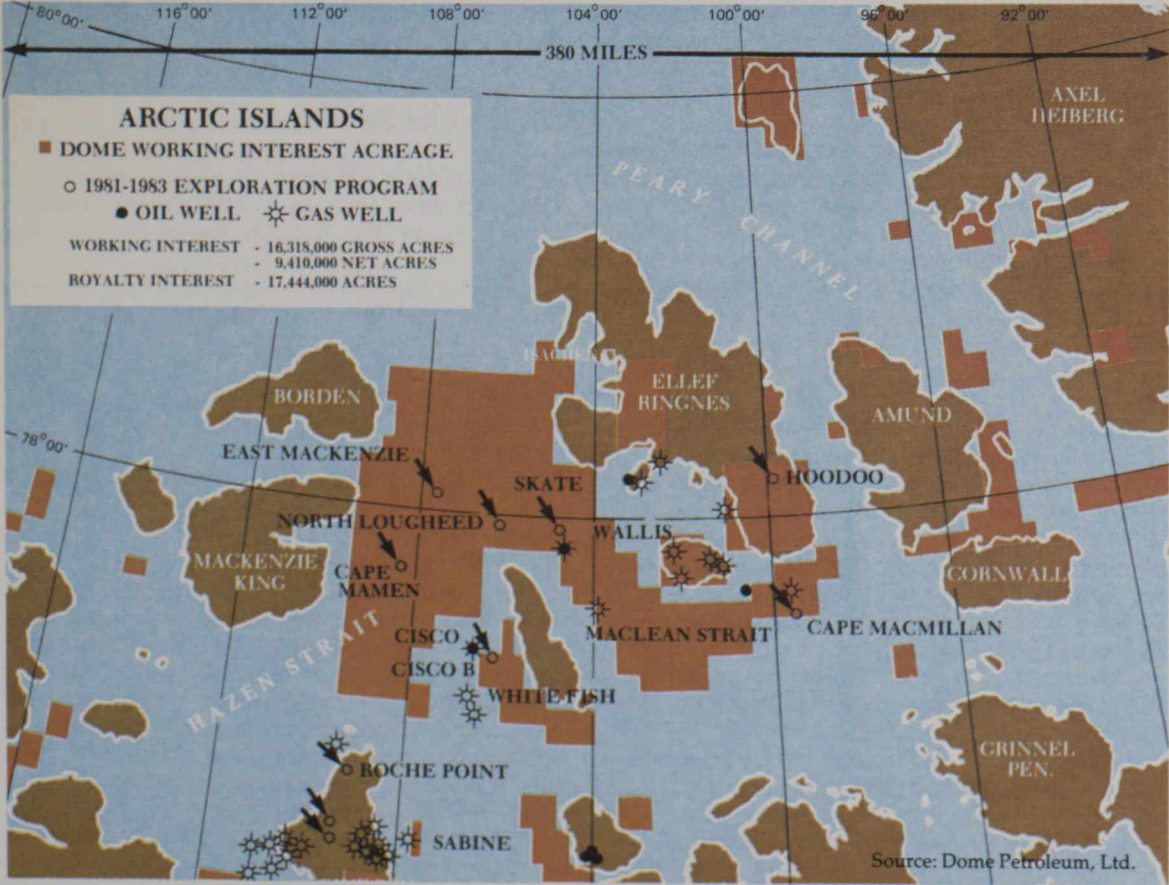 80°00'
116°00'
112°00'
108°00'
104°00'
100°00'
96°00'
92°00'
380 MILES
ARCTIC ISLANDS
DOME WORKING INTEREST ACREAGE
1981-1983 EXPLORATION PROGRAM
OIL WELL GAS WELL
WORKING INTEREST - 16,318,000 GROSS ACRES
- 9,410,000 NET ACRES
ROYALTY INTEREST - 17,444,000 ACRES
AXEL
HEIBERG
PEARY CHANNEL
ISACHSEN
ELLEF
RINGNES
BORDEN
AMUND
78°00'
EAST MACKENZIE
SKATE
HOODOO
NORTH LOUGHEED
WALLIS
MACKENZIE
KING
CAPE
MAMEN
CORNWALL
HAZEN STRAIT
CISCO
MACLEAN STRAIT
CAPE MACMILLAN
CISCO B
WHITE FISH
GRINNEL
PEN.
ROCHE POINT
SABINE
Source: Dome Petroleum, Ltd.